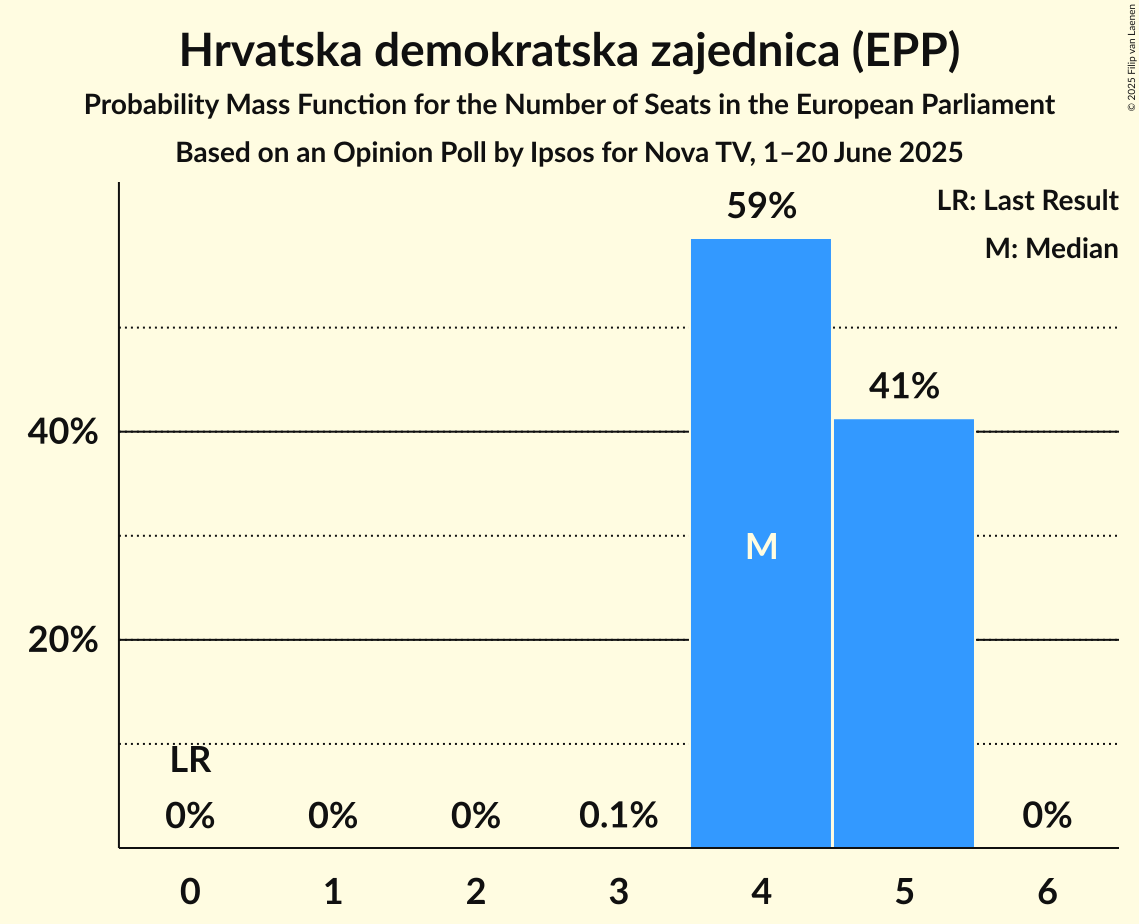 Hrvatska demokratska zajednica (EPP)
Probability Mass Function for the Number of Seats in the European Parliament
Based on an Opinion Poll by Ipsos for Nova TV, 1–20 June 2025
© 2025 Filip van Laenen
LR: Last Result
M: Median
59%
41%
40%
M
20%
LR
0%
0%
0%
0.1%
0%
0
1
2
3
4
5
6